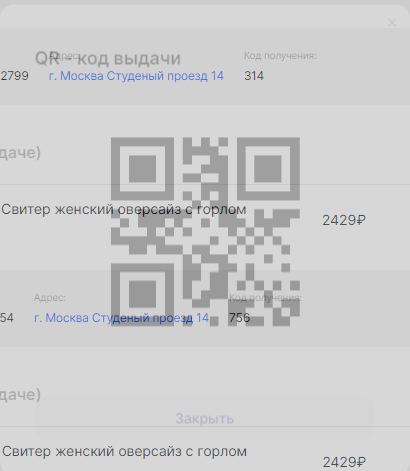 ×
Адрес: Код получения:
QR - код выдачи
2799 г. Москва Студеный проезд 14 314
даче)
Свитер женский оверсайз с горлом
2429₽
Адрес: Код получения:
54 г. Москва Студеный проезд 14 756
даче)
Закрыть
Свитер женский оверсайз с горлом
2429₽